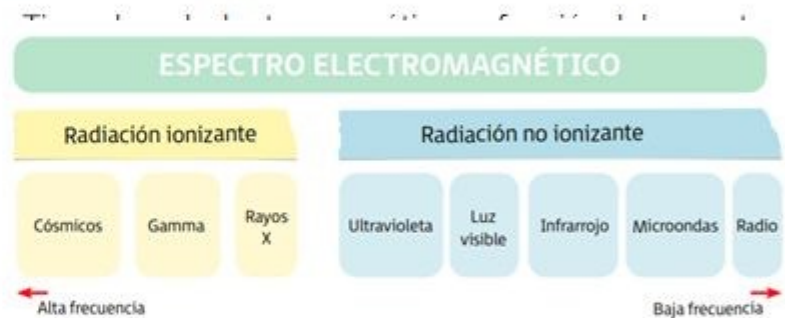 ESPECTRO ELECTROMAGNÉTICO
Radiación ionizante
Radiación no ionizante
Cósmicos
Gamma
Rayos
X
Ultravioleta
Luz
visible
Infrarrojo
Microondas
Radio
Alta frecuencia
Baja frecuencia